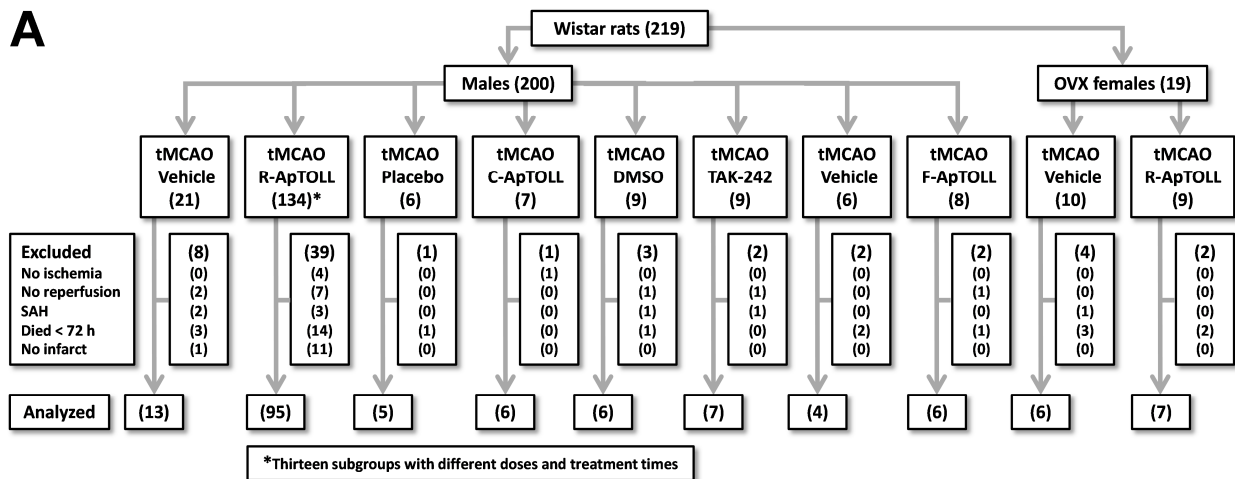 A
Wistar rats (219)
Males (200)
OVX females (19)
tMCAO
Vehicle
(21)
tMCAO
R-ApTOLL
(134)*
tMCAO
Placebo
(6)
tMCAO
C-ApTOLL
(7)
tMCAO
DMSO
(9)
tMCAO
TAK-242
(9)
tMCAO
Vehicle
(6)
tMCAO
F-ApTOLL
(8)
tMCAO
Vehicle
(10)
tMCAO
R-ApTOLL
(9)
Excluded (8) (39) (1) (1) (3) (2) (2) (2) (4) (2)
No ischemia (0) (4) (0) (1) (0) (0) (0) (0) (0) (0)
No reperfusion (2) (7) (0) (0) (1) (1) (0) (1) (0) (0)
SAH (2) (3) (0) (0) (1) (1) (0) (0) (1) (0)
Died < 72 h (3) (14) (1) (0) (1) (0) (2) (1) (3) (2)
No infarct (1) (11) (0) (0) (0) (0) (0) (0) (0) (0)
Analyzed (13) (95) (5) (6) (6) (7) (4) (6) (6) (7)
*Thirteen subgroups with different doses and treatment times